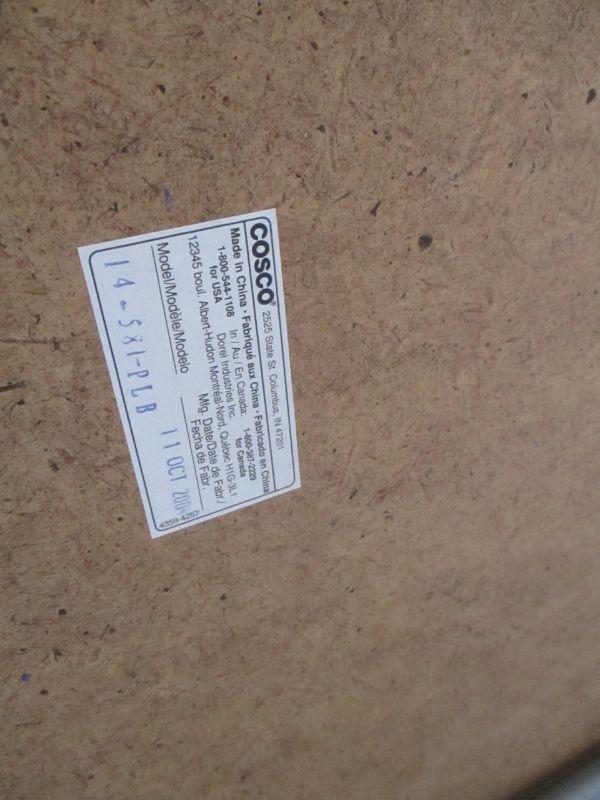 COSCO® 2525 State St. Columbus, IN 47201
Made in China • Fabriqué aux China • Fabricado en China
1-800-544-1108 In / Au / En Canada: 1-800-387-2229
for USA Dorel Industries Inc. for Canada
12345 boul. Albert-Hudon Montréal-Nord, Québec H1G-3L1
Model/Modèle/Modelo Mfg. Date/Date de Fabr./
Fecha de Fabr.
14-581-PLB 11 OCT
4359-4257